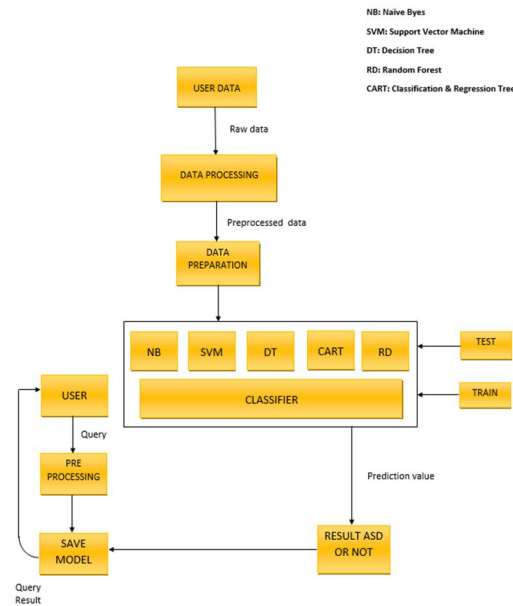 NB: Naïve Byes
SVM: Support Vector Machine
DT: Decision Tree
RD: Random Forest
CART: Classification & Regression Tree
USER DATA
Raw data
DATA PROCESSING
Preprocessed data
DATA
PREPARATION
NB
SVM
DT
CART
RD
TEST
CLASSIFIER
TRAIN
USER
Query
PRE
PROCESSING
Prediction value
SAVE
MODEL
RESULT ASD
OR NOT
Query
Result